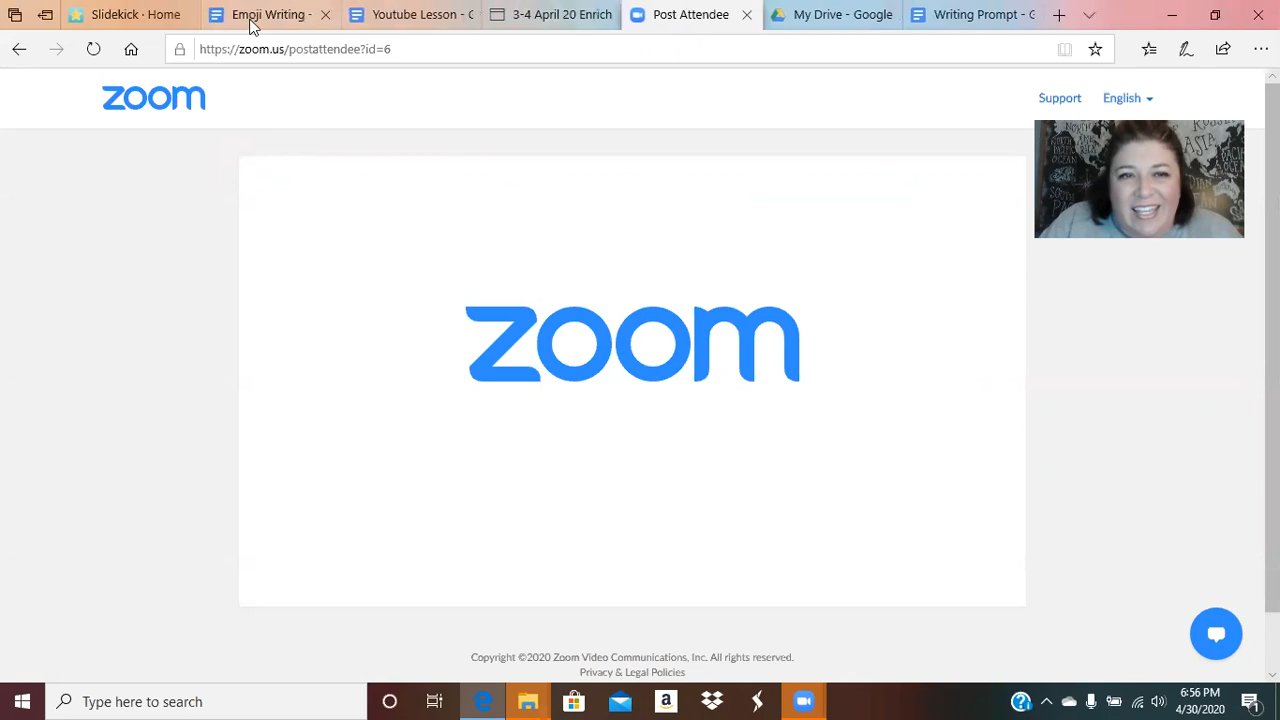 Slidekick - Home
Emoji Writing
Youtube Lesson - G
3-4 April 20 Enrich
Post Attendee
My Drive - Google
Writing Prompt - G
https://zoom.us/postattendee?id=6
zoom
Support
English
zoom
Copyright ©2020 Zoom Video Communications, Inc. All rights reserved.
Privacy & Legal Policies
Type here to search
6:56 PM
4/30/2020